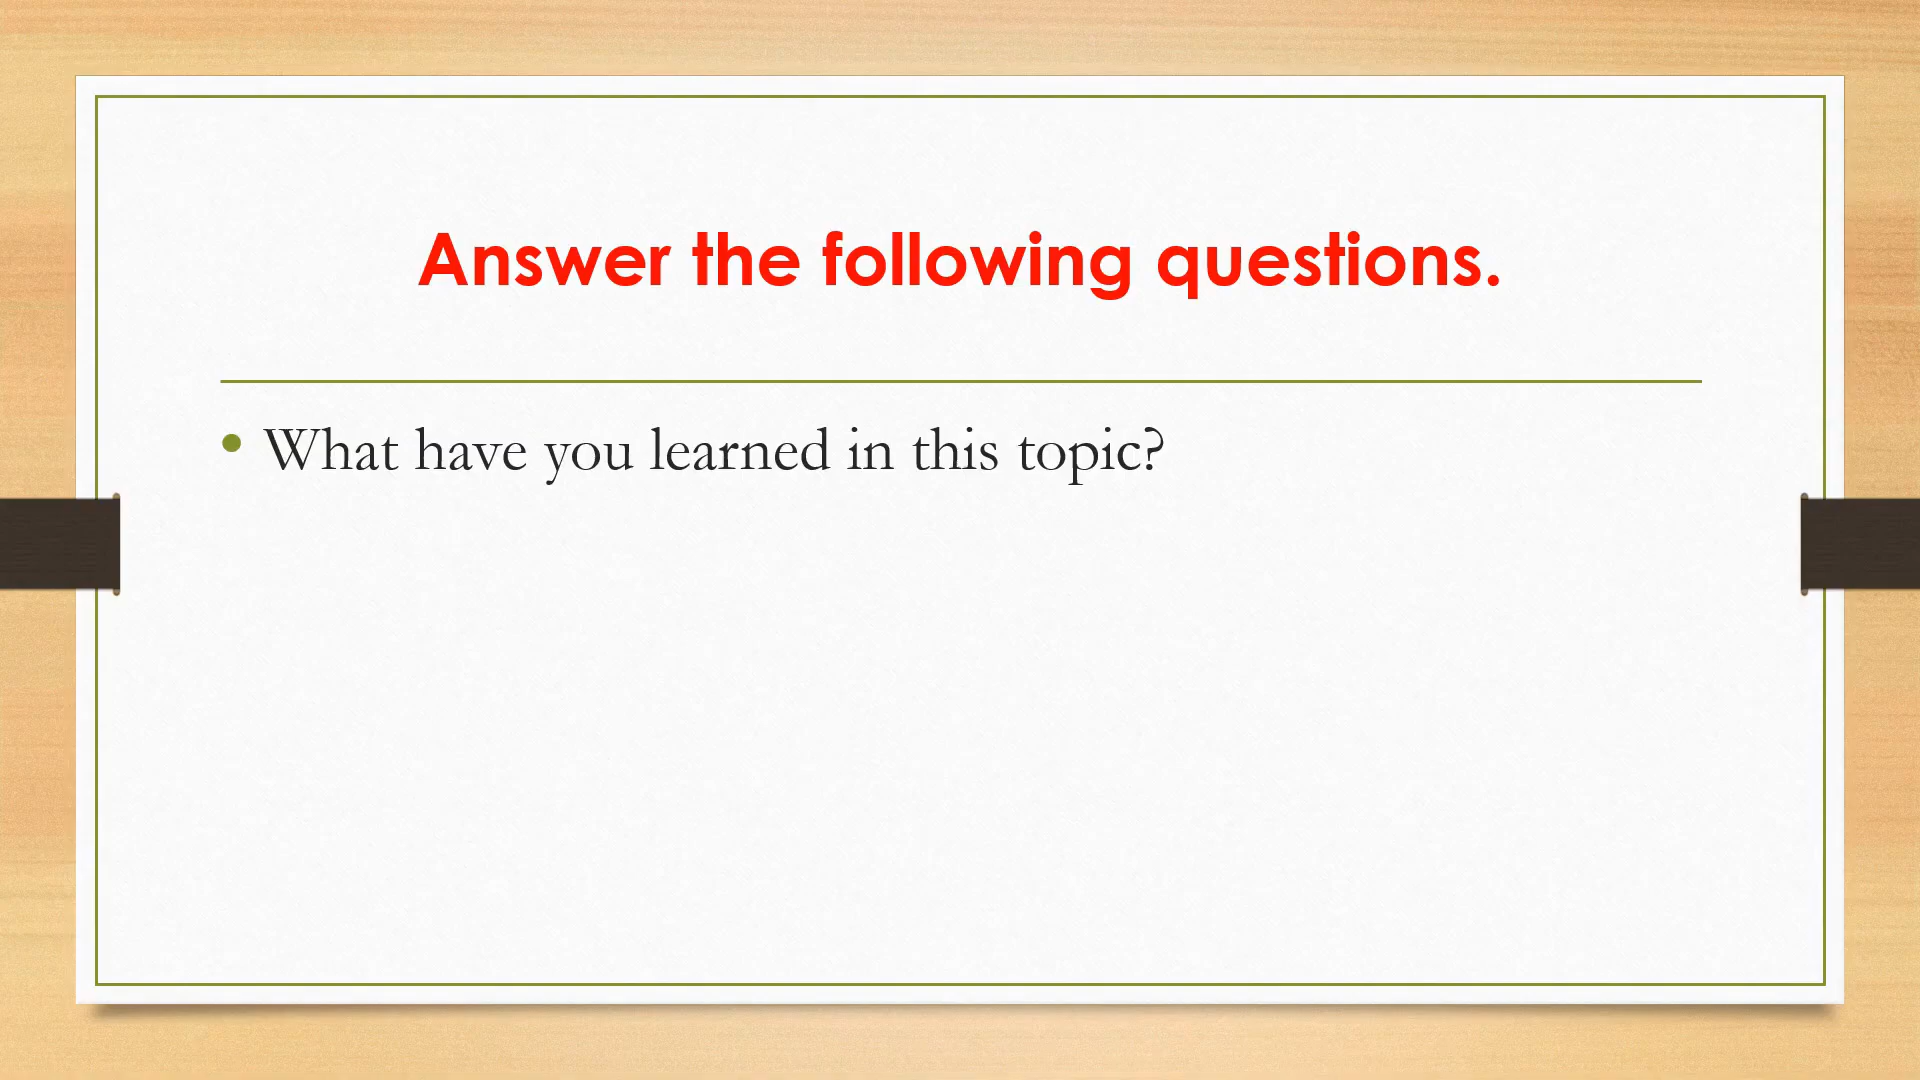 Answer the following questions.
• What have you learned in this topic?